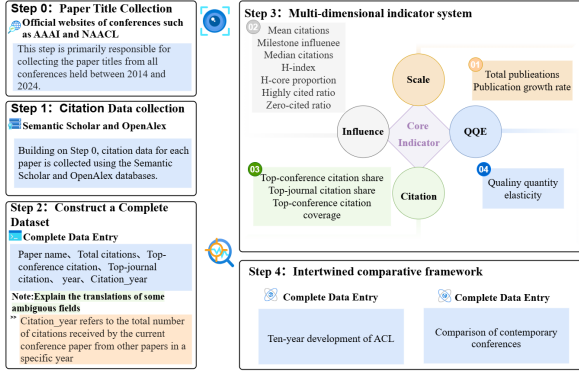 Step 0：Paper Title Collection
Official websites of conferences such
as AAAI and NAACL
This step is primarily responsible for
collecting the paper titles from all
conferences held between 2014 and
2024.
Step 1：Citation Data collection
Semantic Scholar and OpenAlex
Building on Step 0, citation data for each
paper is collected using the Semantic
Scholar and OpenAlex databases.
Step 2：Construct a Complete
Dataset
Complete Data Entry
Paper name、Total citations、Top-
conference citation、Top-journal
citation、 year、Citation_year
Note:Explain the translations of some
ambiguous fields
” Citation_year refers to the total number
of citations received by the current
conference paper from other papers in a
specific year
Step 3：Multi-dimensional indicator system
02
Mean citations
Milestone influenee
Median citations
H-index
H-core proportion
Highly cited ratio
Zero-cited ratio
Scale
01
Total publieations
Publication growth rate
Influence
Core
Indicator
QQE
03
Top-conference citation share
Top-journal citation share
Top-conference citation
coverage
Citation
04
Qualiny quantity
elasticity
Step 4：Intertwined comparative framework
Complete Data Entry
Ten-year development of ACL
Complete Data Entry
Comparison of contemporary
conferences